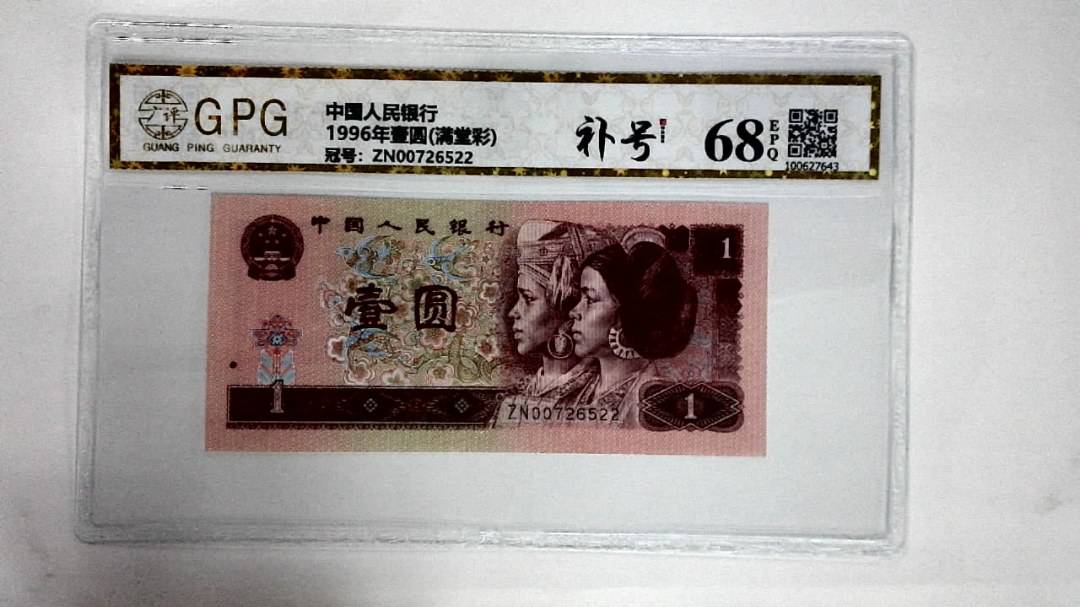 广评
GPG
GUANG PING GUARANTY
中国人民银行
1996年壹圆(满堂彩)
冠号: ZN00726522
补号
68
EPQ
100627643
中国人民银行
1
壹圆
1
ZN00726522
1